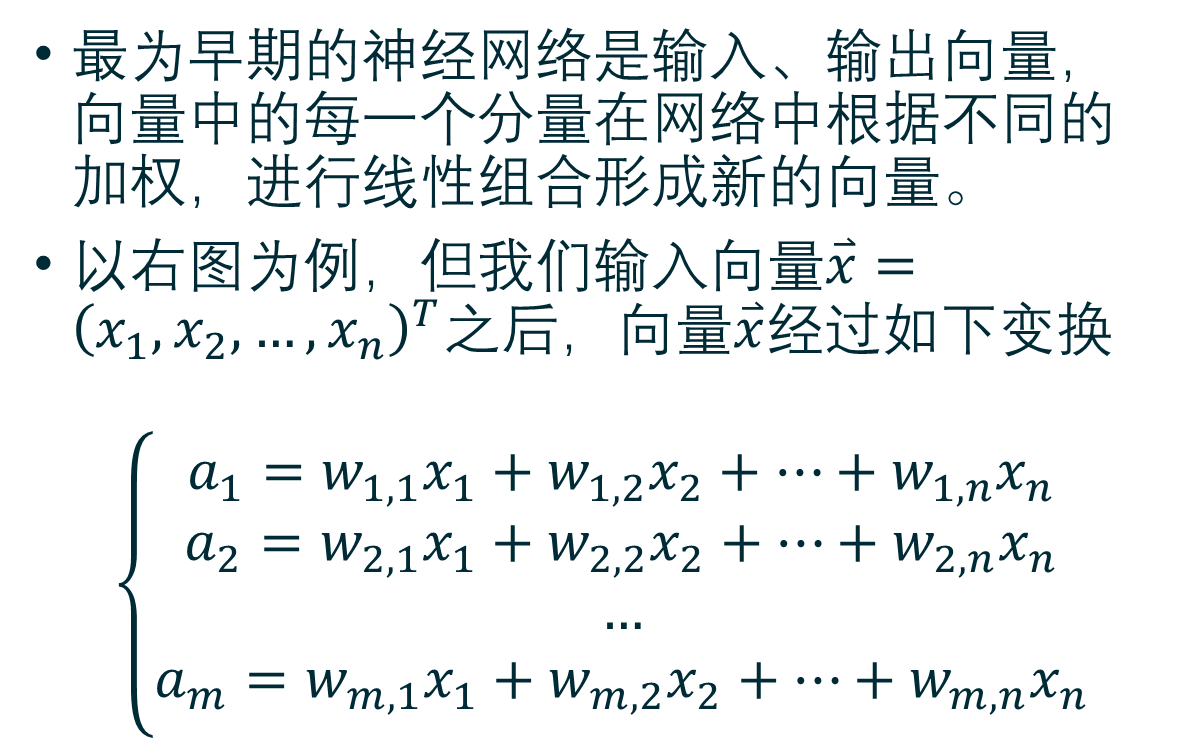 • 最为早期的神经网络是输入、输出向量,
向量中的每一个分量在网络中根据不同的
加权，进行线性组合形成新的向量。
• 以右图为例，但我们输入向量x⃗ =
(x₁, x₂, … , xₙ)ᵀ之后，向量x⃗经过如下变换
a₁ = w₁,₁x₁ + w₁,₂x₂ + ⋯ + w₁,ₙxₙ
a₂ = w₂,₁x₁ + w₂,₂x₂ + ⋯ + w₂,ₙxₙ
…
aₘ = wₘ,₁x₁ + wₘ,₂x₂ + ⋯ + wₘ,ₙxₙ